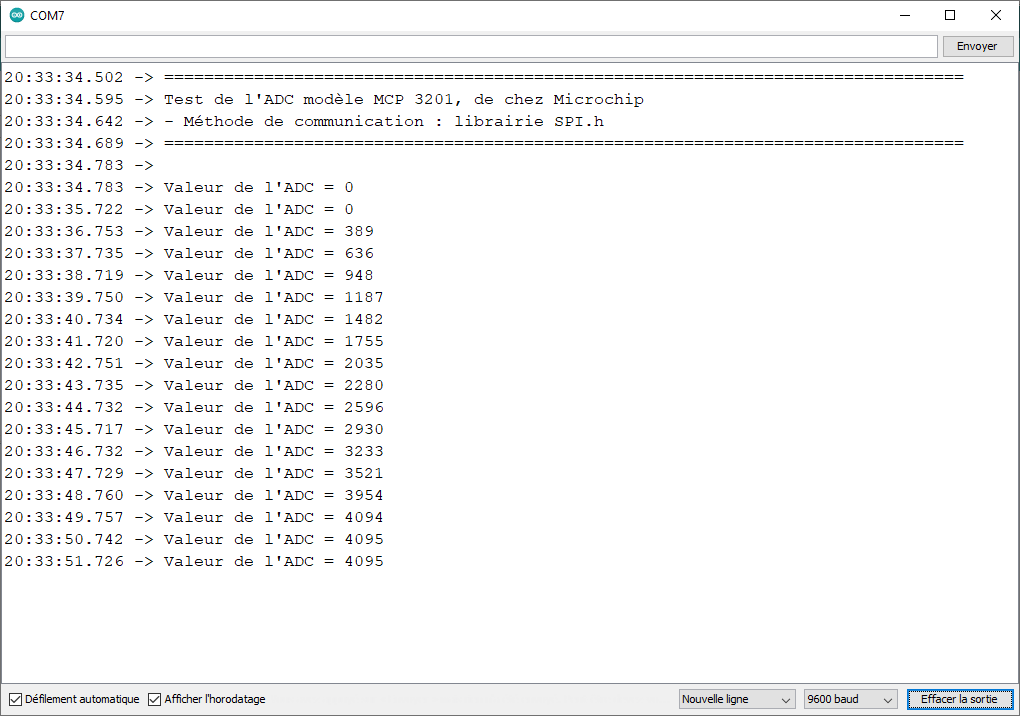 COM7
Envoyer
20:33:34.502 -> ================================================================================
20:33:34.595 -> Test de l'ADC modèle MCP 3201, de chez Microchip
20:33:34.642 -> - Méthode de communication : librairie SPI.h
20:33:34.689 -> ================================================================================
20:33:34.783 ->
20:33:34.783 -> Valeur de l'ADC = 0
20:33:35.722 -> Valeur de l'ADC = 0
20:33:36.753 -> Valeur de l'ADC = 389
20:33:37.735 -> Valeur de l'ADC = 636
20:33:38.719 -> Valeur de l'ADC = 948
20:33:39.750 -> Valeur de l'ADC = 1187
20:33:40.734 -> Valeur de l'ADC = 1482
20:33:41.720 -> Valeur de l'ADC = 1755
20:33:42.751 -> Valeur de l'ADC = 2035
20:33:43.735 -> Valeur de l'ADC = 2280
20:33:44.732 -> Valeur de l'ADC = 2596
20:33:45.717 -> Valeur de l'ADC = 2930
20:33:46.732 -> Valeur de l'ADC = 3233
20:33:47.729 -> Valeur de l'ADC = 3521
20:33:48.760 -> Valeur de l'ADC = 3954
20:33:49.757 -> Valeur de l'ADC = 4094
20:33:50.742 -> Valeur de l'ADC = 4095
20:33:51.726 -> Valeur de l'ADC = 4095
Défilement automatique Afficher l'horodatage Nouvelle ligne 9600 baud Effacer la sortie